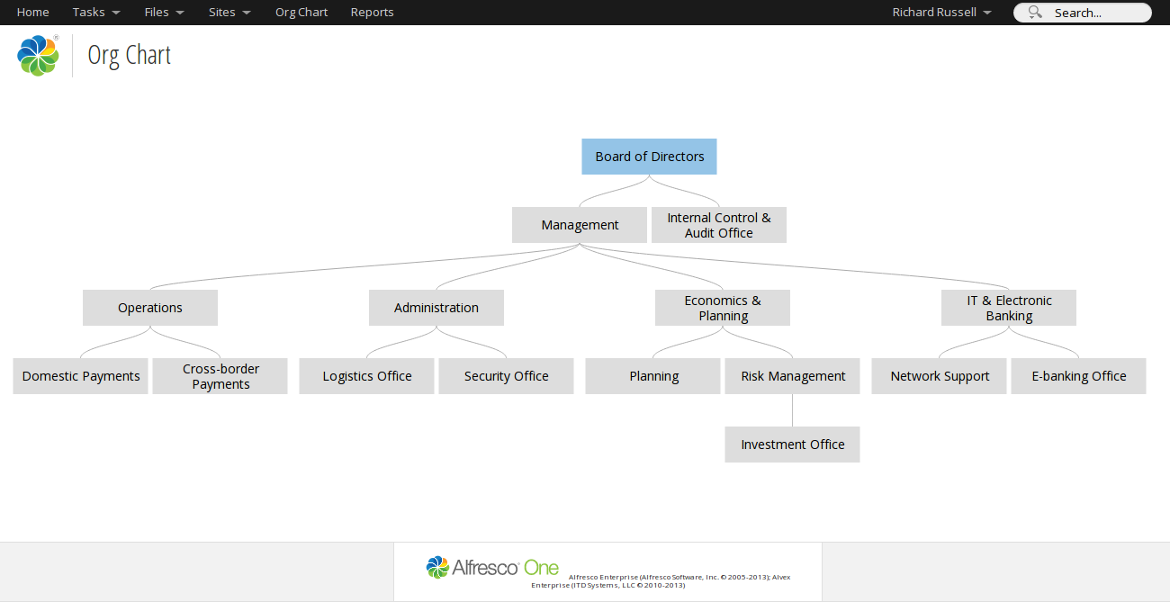 Home Tasks Files Sites Org Chart Reports Richard Russell Search...
Org Chart
Board of Directors
Management
Internal Control &
Audit Office
Operations
Administration
Economics &
Planning
IT & Electronic
Banking
Domestic Payments
Cross-border
Payments
Logistics Office
Security Office
Planning
Risk Management
Network Support
E-banking Office
Investment Office
Alfresco One
Alfresco Enterprise (Alfresco Software, Inc. © 2005-2013); Alvex
Enterprise (ITD Systems, LLC © 2010-2013)